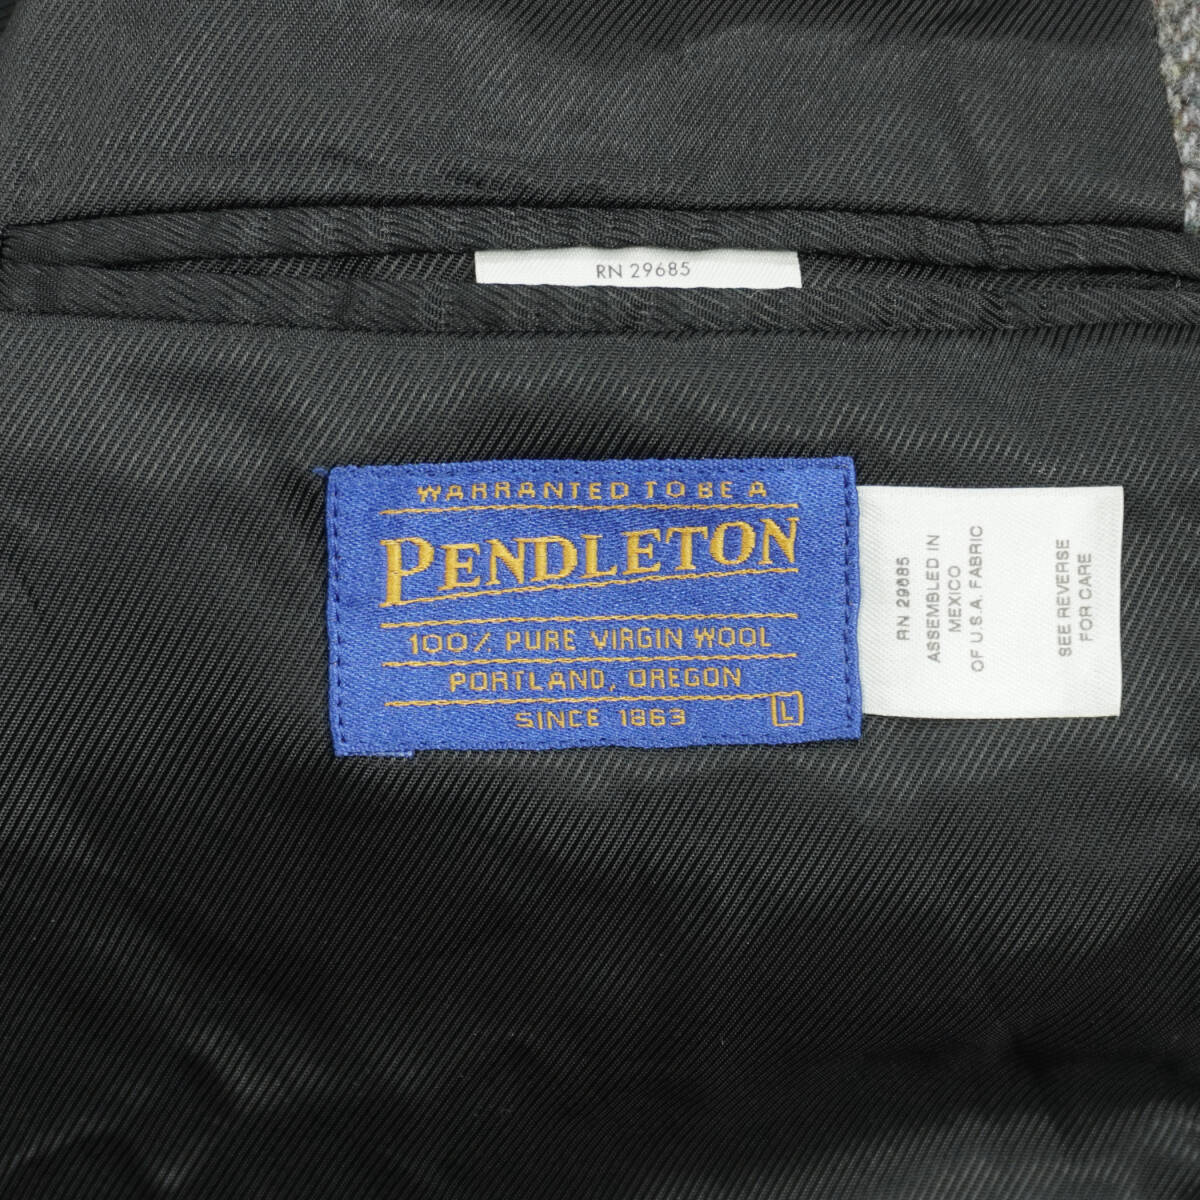 RN 29685
WARRANTED TO BE A
PENDLETON
100% PURE VIRGIN WOOL
PORTLAND, OREGON
SINCE 1863
L
RN 29685
ASSEMBLED IN
MEXICO
OF U.S.A. FABRIC
SEE REVERSE
FOR CARE